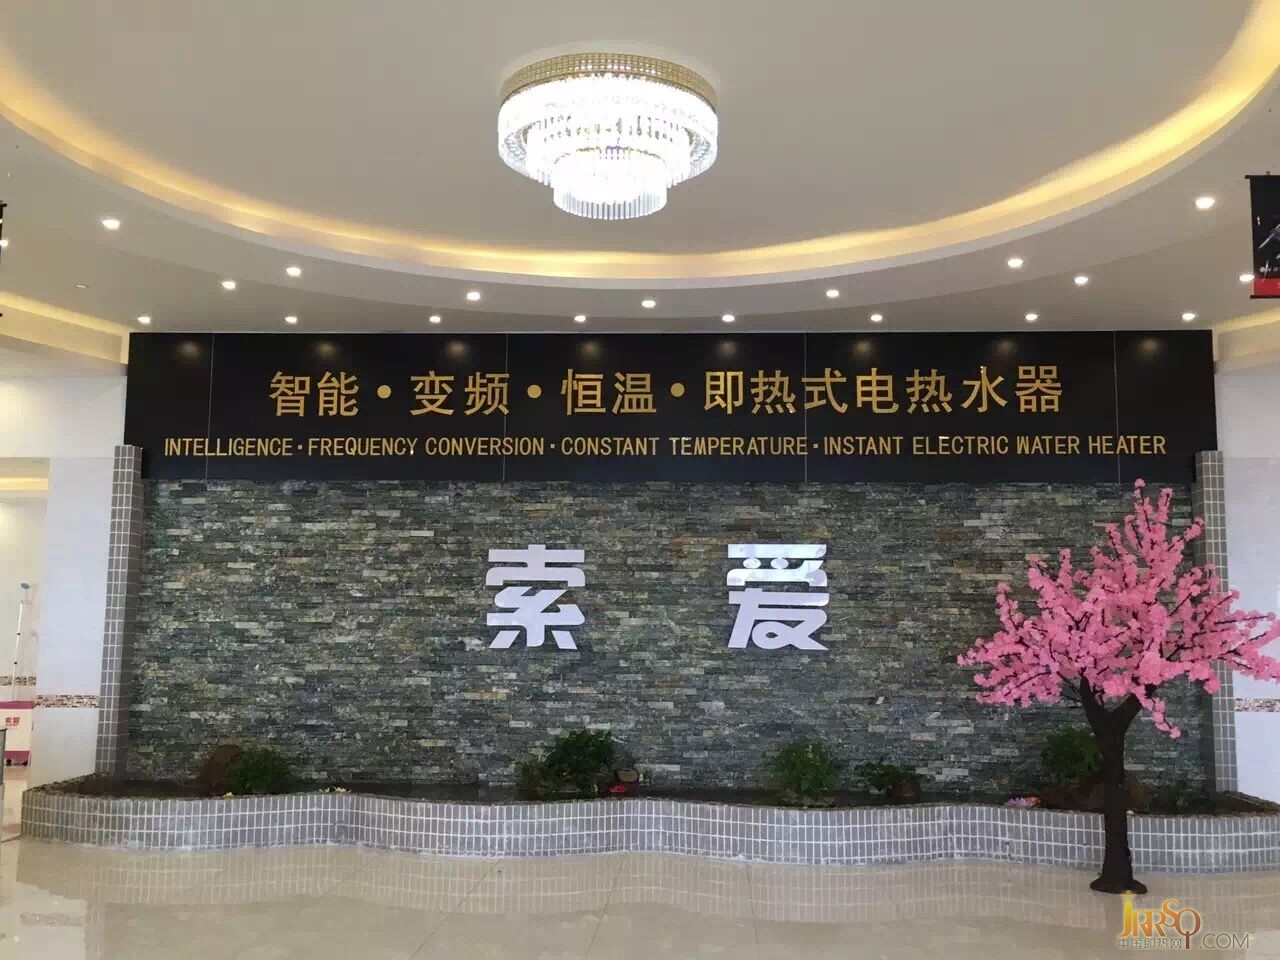 智能·变频·恒温·即热式电热水器
INTELLIGENCE·FREQUENCY CONVERSION·CONSTANT TEMPERATURE·INSTANT ELECTRIC WATER HEATER
索爱
JRRSQ.COM
中国即热网